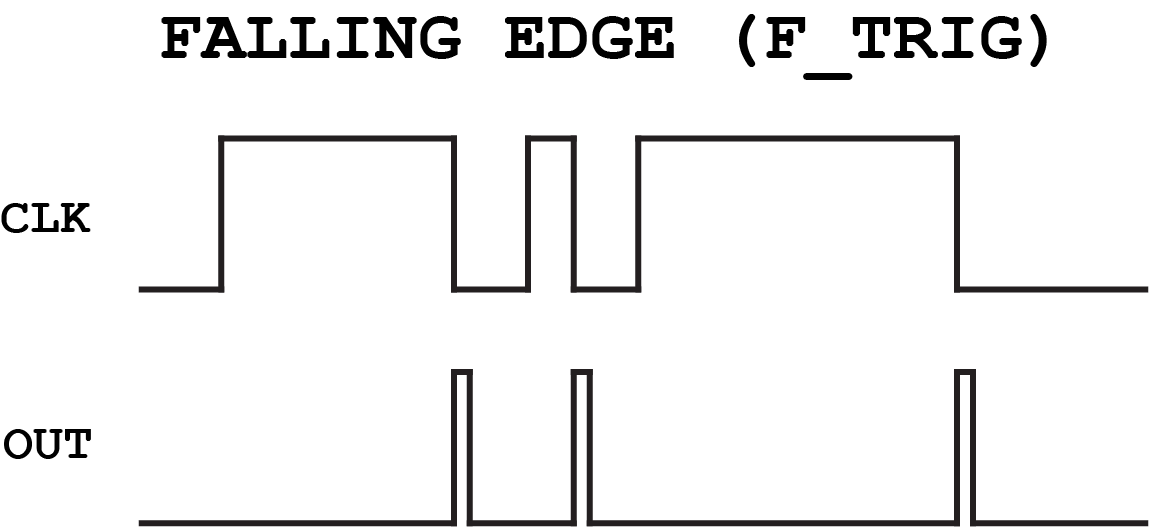 FALLING EDGE (F_TRIG)
CLK
OUT